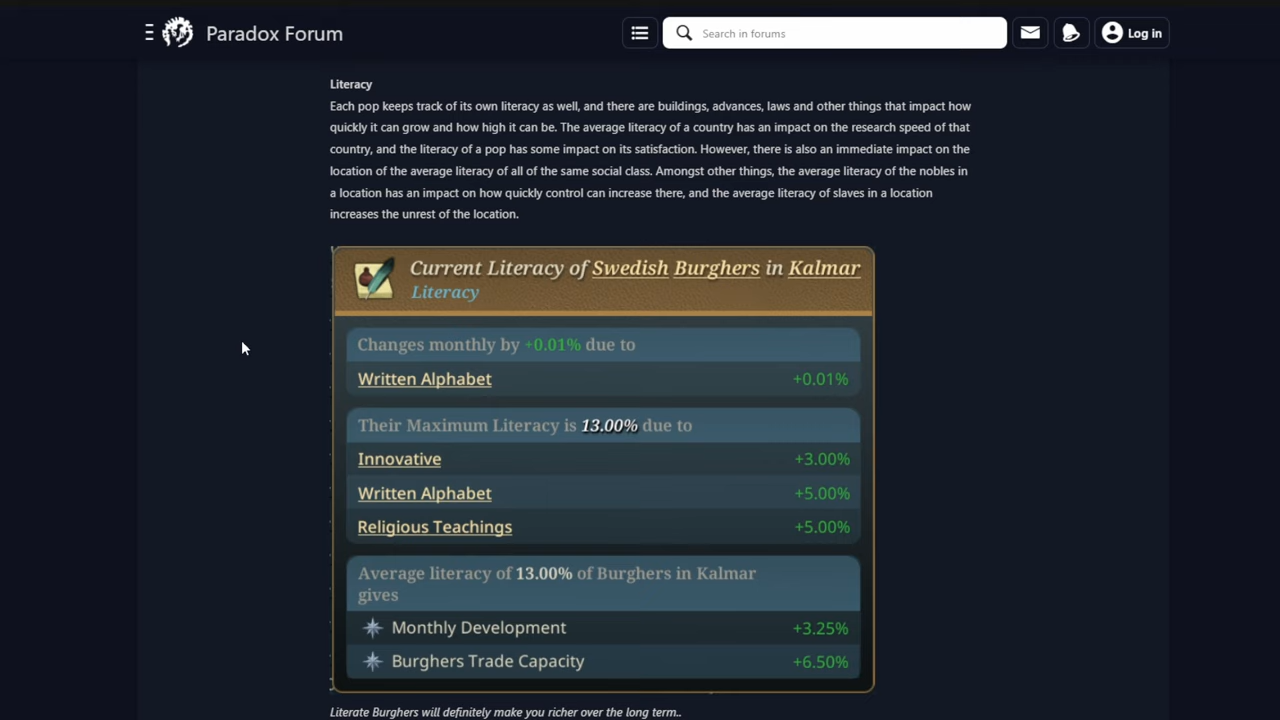 Paradox Forum
Search in forums
Log in
Literacy
Each pop keeps track of its own literacy as well, and there are buildings, advances, laws and other things that impact how
quickly it can grow and how high it can be. The average literacy of a country has an impact on the research speed of that
country, and the literacy of a pop has some impact on its satisfaction. However, there is also an immediate impact on the
location of the average literacy of all of the same social class. Amongst other things, the average literacy of the nobles in
a location has an impact on how quickly control can increase there, and the average literacy of slaves in a location
increases the unrest of the location.
Current Literacy of Swedish Burghers in Kalmar
Literacy
Changes monthly by +0.01% due to
Written Alphabet +0.01%
Their Maximum Literacy is 13.00% due to
Innovative +3.00%
Written Alphabet +5.00%
Religious Teachings +5.00%
Average literacy of 13.00% of Burghers in Kalmar
gives
Monthly Development +3.25%
Burghers Trade Capacity +6.50%
Literate Burghers will definitely make you richer over the long term..